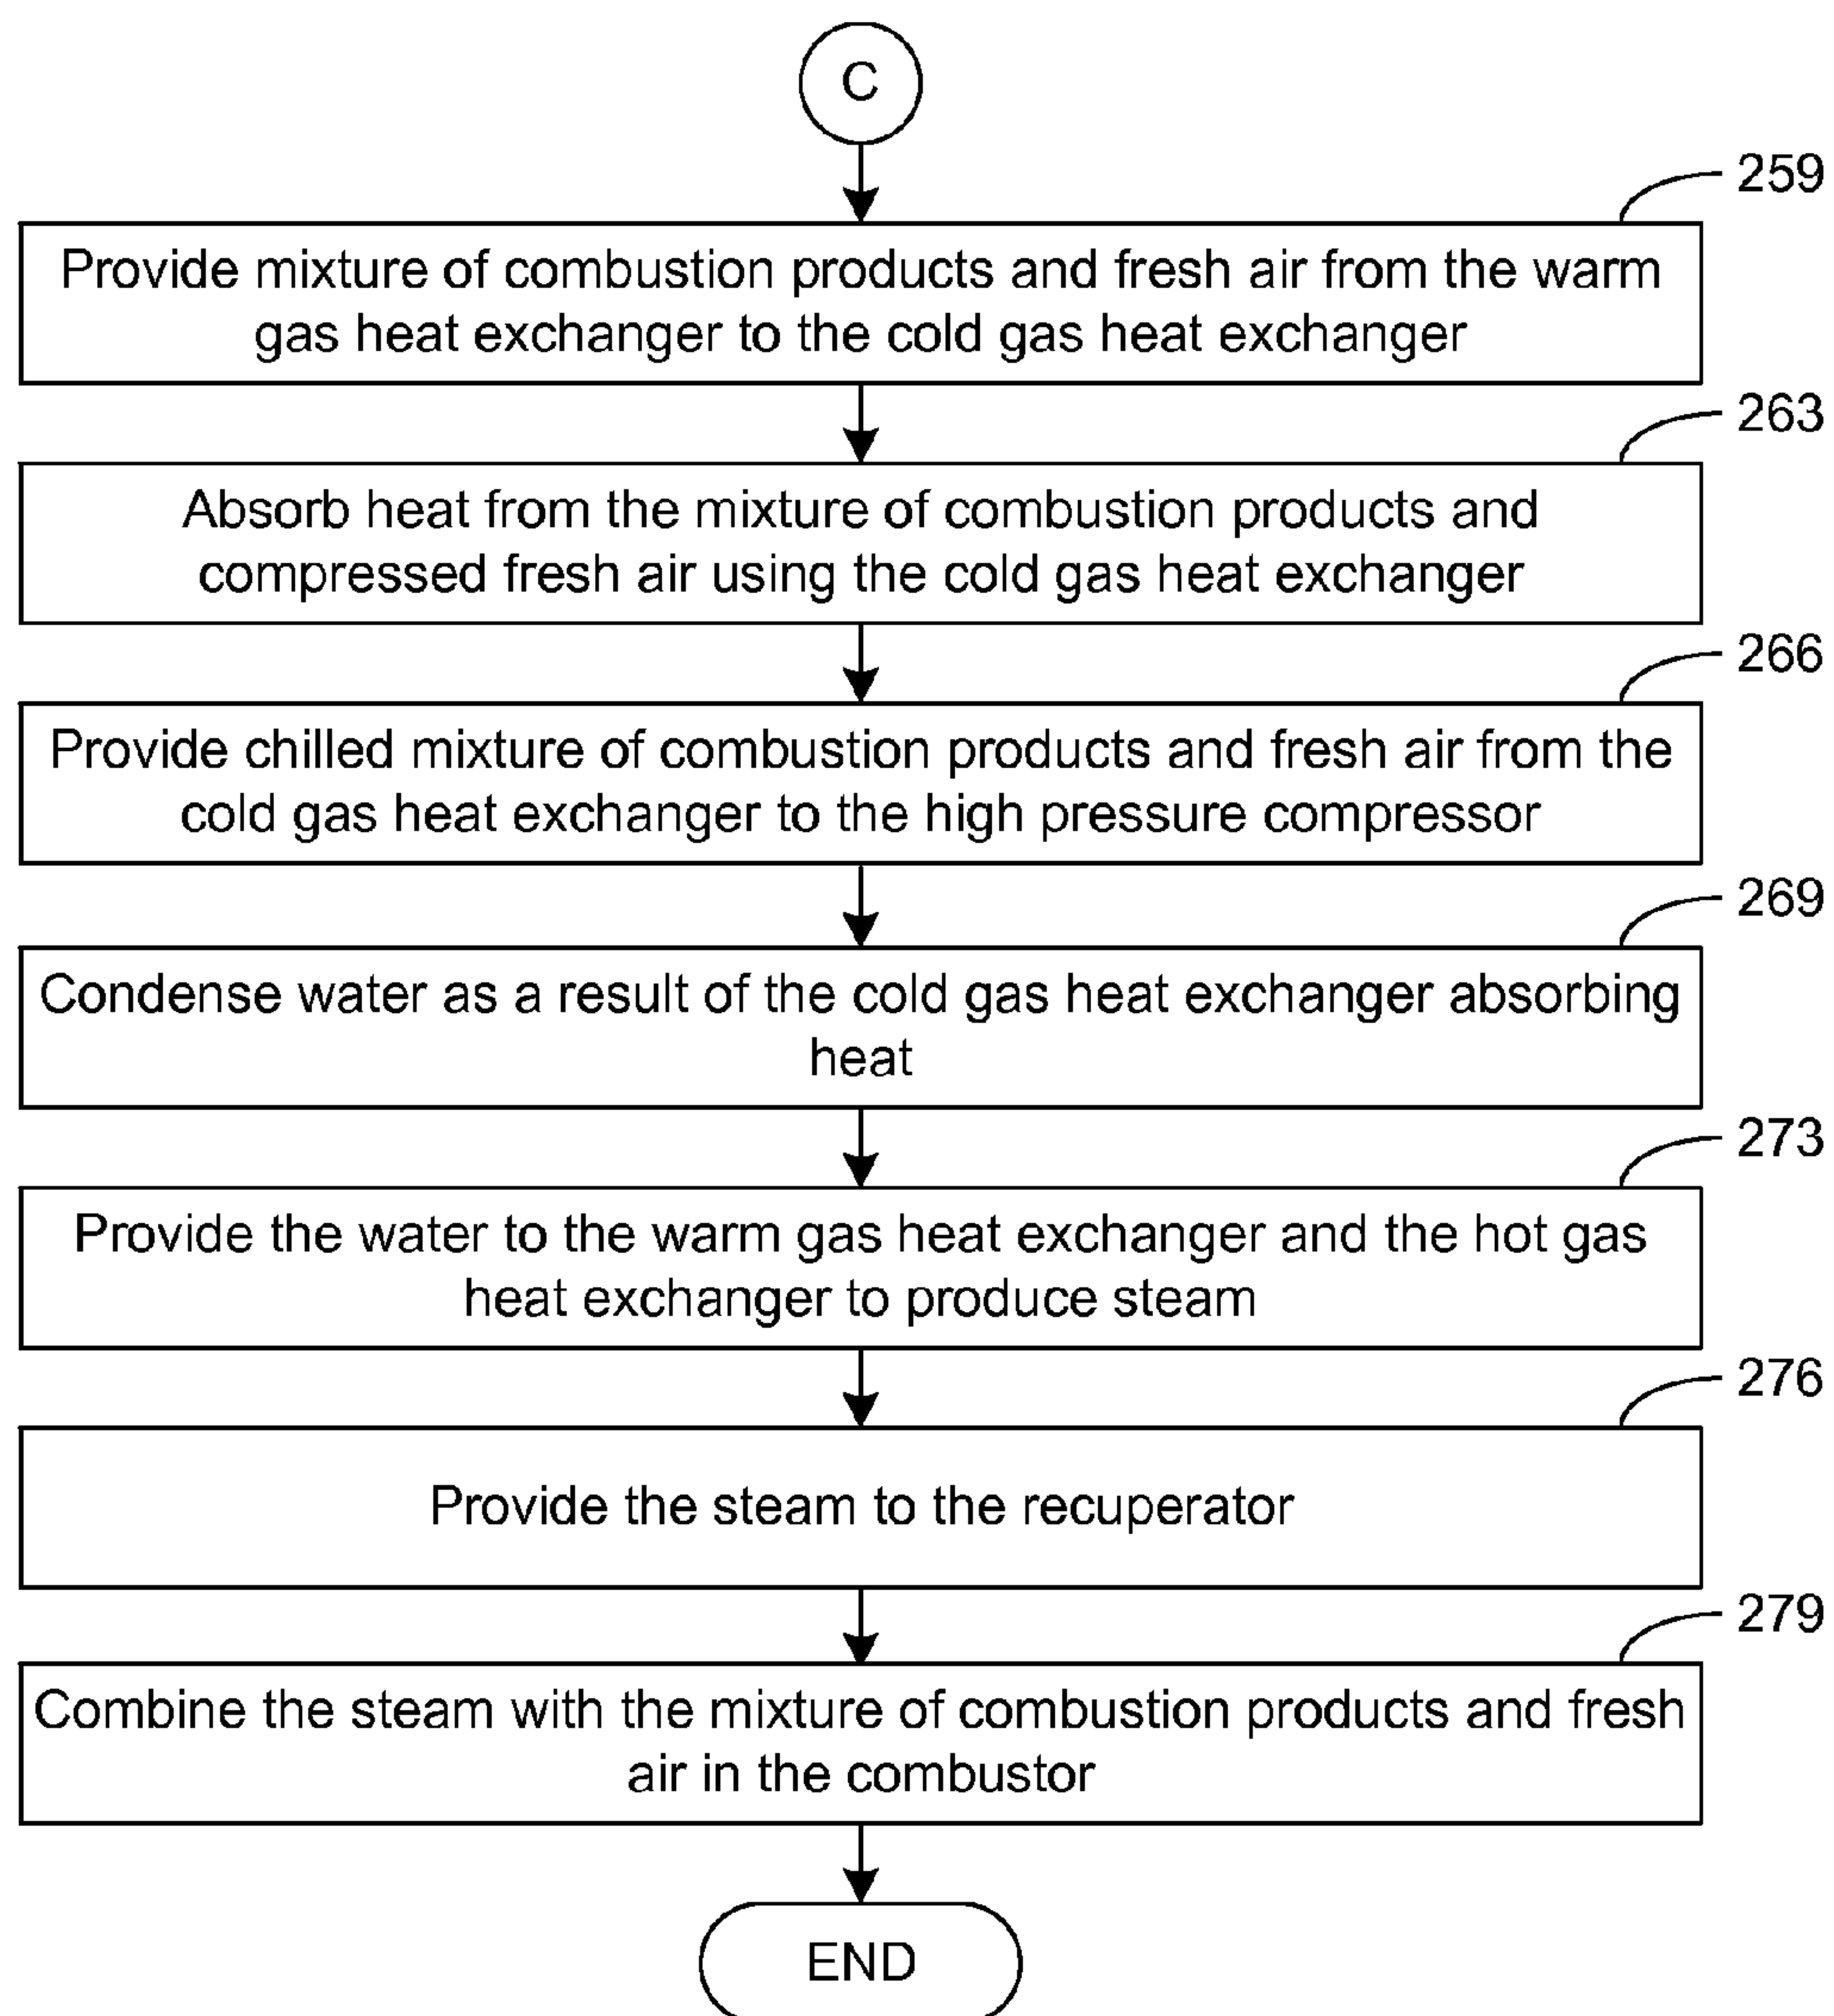 C
259
Provide mixture of combustion products and fresh air from the warm
gas heat exchanger to the cold gas heat exchanger
263
Absorb heat from the mixture of combustion products and
compressed fresh air using the cold gas heat exchanger
266
Provide chilled mixture of combustion products and fresh air from the
cold gas heat exchanger to the high pressure compressor
269
Condense water as a result of the cold gas heat exchanger absorbing
heat
273
Provide the water to the warm gas heat exchanger and the hot gas
heat exchanger to produce steam
276
Provide the steam to the recuperator
279
Combine the steam with the mixture of combustion products and fresh
air in the combustor
END